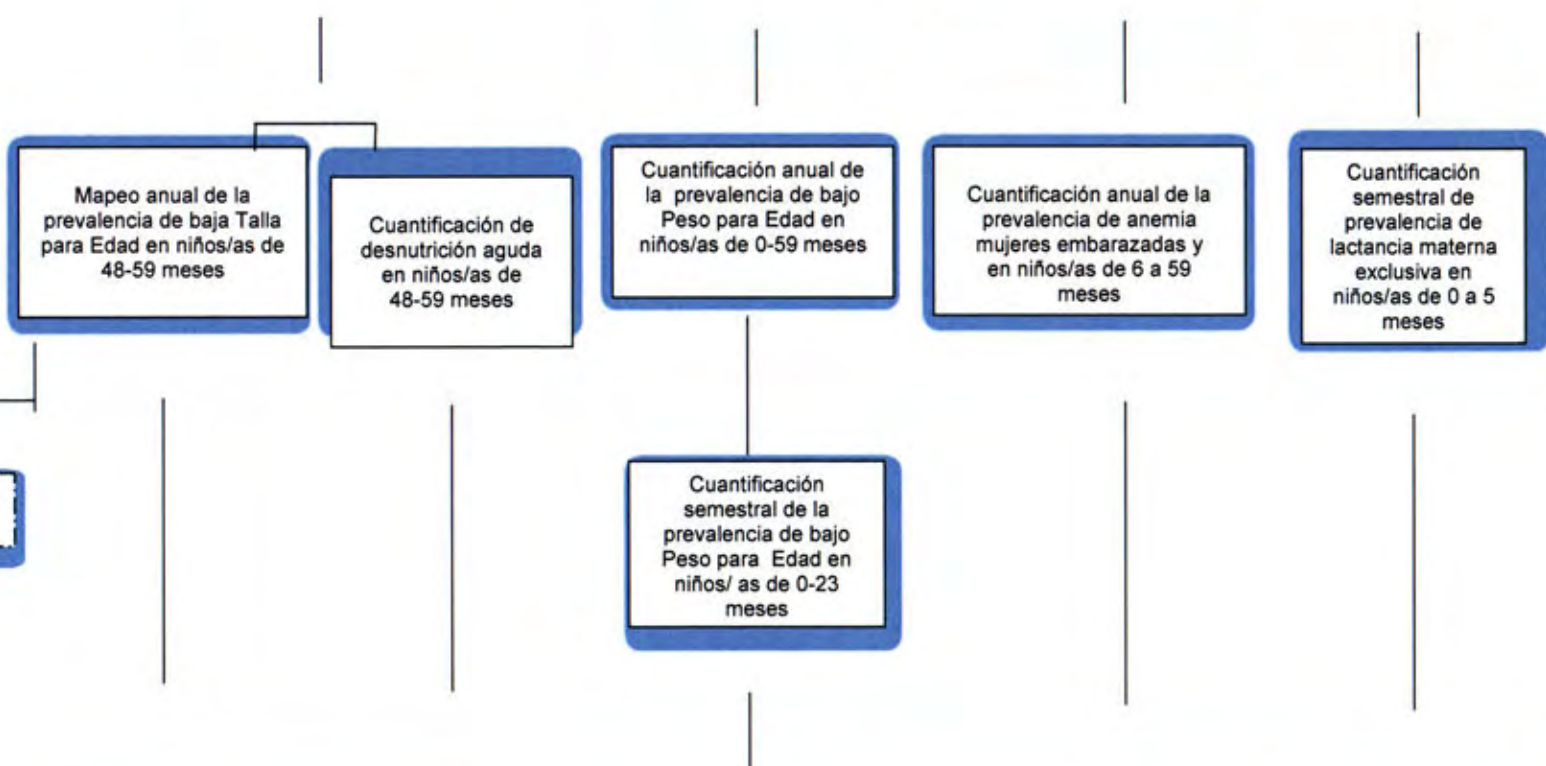 Mapeo anual de la
prevalencia de baja Talla
para Edad en niños/as de
48-59 meses
Cuantificación de
desnutrición aguda
en niños/as de
48-59 meses
Cuantificación anual de
la prevalencia de bajo
Peso para Edad en
niños/as de 0-59 meses
Cuantificación anual de la
prevalencia de anemia
mujeres embarazadas y
en niños/as de 6 a 59
meses
Cuantificación
semestral de
prevalencia de
lactancia materna
exclusiva en
niños/as de 0 a 5
meses
Cuantificación
semestral de la
prevalencia de bajo
Peso para Edad en
niños/ as de 0-23
meses